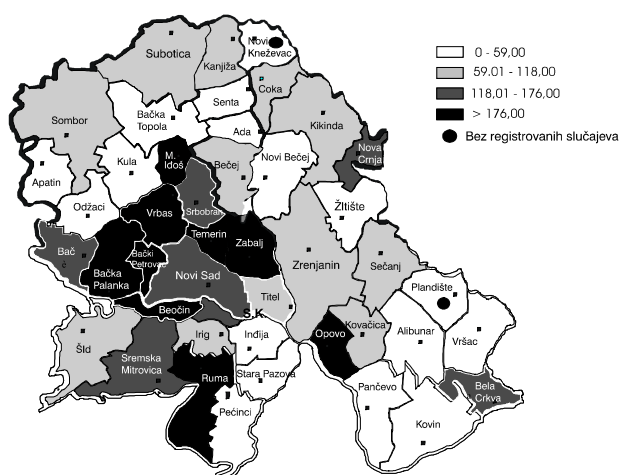 Novi
Kneževac
Subotica
Kanjiža
Coka
Senta
Sombor
Bačka
Topola
Ada
Kikinda
Nova
Crnja
M.
Idoš
Bečej
Novi Bečej
Kula
Apatin
Odžaci
Vrbas
Srbobran
Žltište
Temerin
Zabalj
Bač
Bački
Petrovac
Bačka
Palanka
Novi Sad
Zrenjanin
Sečanj
Titel
Plandište
Beočin
S.K.
Opovo
Kovačica
Alibunar
Vršac
Šld
Irig
Inđija
Sremska
Mitrovica
Ruma
Stara Pazova
Pećinci
Pančevo
Bela
Crkva
Kovin
0 - 59,00
59.01 - 118,00
118,01 - 176,00
> 176,00
Bez registrovanih slučajeva